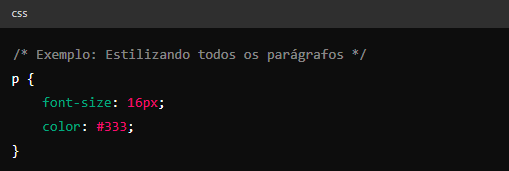 css
/* Exemplo: Estilizando todos os parágrafos */
p {
    font-size: 16px;
    color: #333;
}